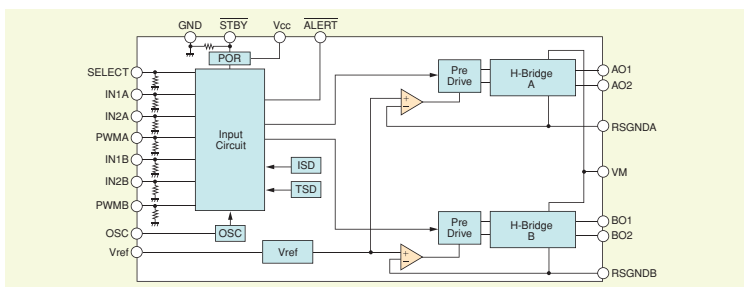 GND STBY Vcc ALERT
POR
SELECT
IN1A
IN2A
PWMA
IN1B
IN2B
PWMB
OSC
Vref
Input
Circuit
ISD
TSD
OSC
Vref
Pre
Drive
H-Bridge
A
+
−
AO1
AO2
RSGNDA
VM
Pre
Drive
H-Bridge
B
+
−
BO1
BO2
RSGNDB